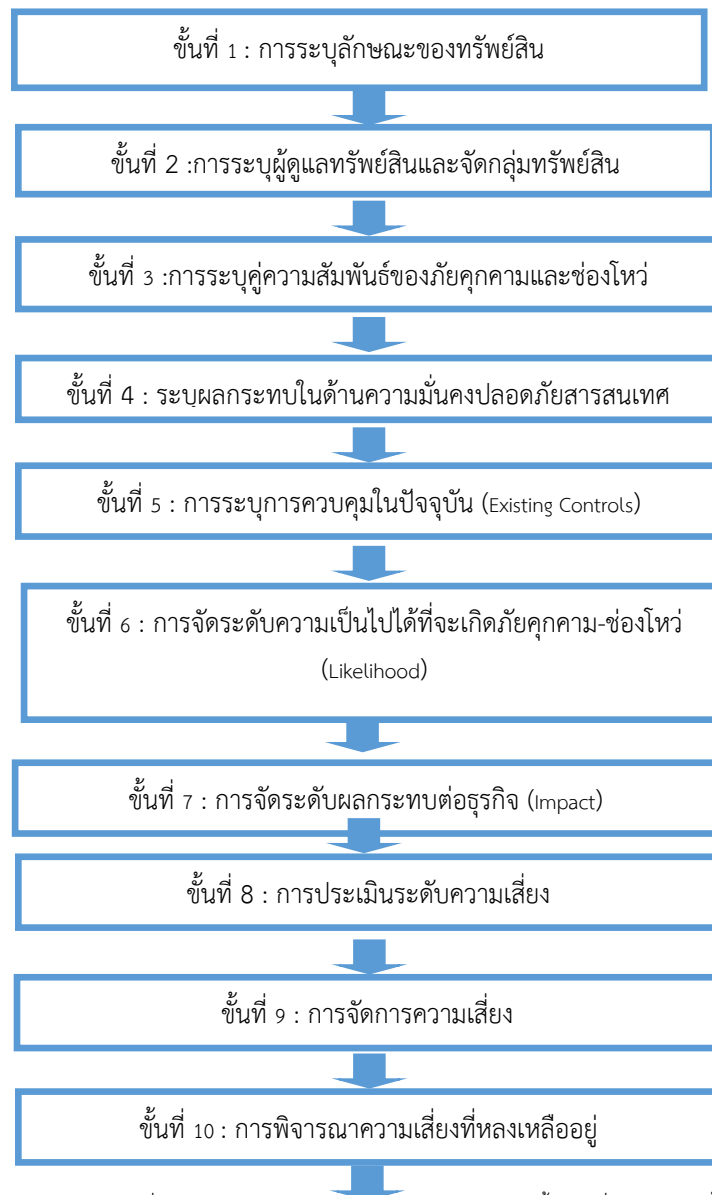 ขั้นที่ 1 : การระบุลักษณะของทรัพย์สิน
ขั้นที่ 2 :การระบุผู้ดูแลทรัพย์สินและจัดกลุ่มทรัพย์สิน
ขั้นที่ 3 :การระบุคู่ความสัมพันธ์ของภัยคุกคามและช่องโหว่
ขั้นที่ 4 : ระบุผลกระทบในด้านความมั่นคงปลอดภัยสารสนเทศ
ขั้นที่ 5 : การระบุการควบคุมในปัจจุบัน (Existing Controls)
ขั้นที่ 6 : การจัดระดับความเป็นไปได้ที่จะเกิดภัยคุกคาม-ช่องโหว่
(Likelihood)
ขั้นที่ 7 : การจัดระดับผลกระทบต่อธุรกิจ (Impact)
ขั้นที่ 8 : การประเมินระดับความเสี่ยง
ขั้นที่ 9 : การจัดการความเสี่ยง
ขั้นที่ 10 : การพิจารณาความเสี่ยงที่หลงเหลืออยู่